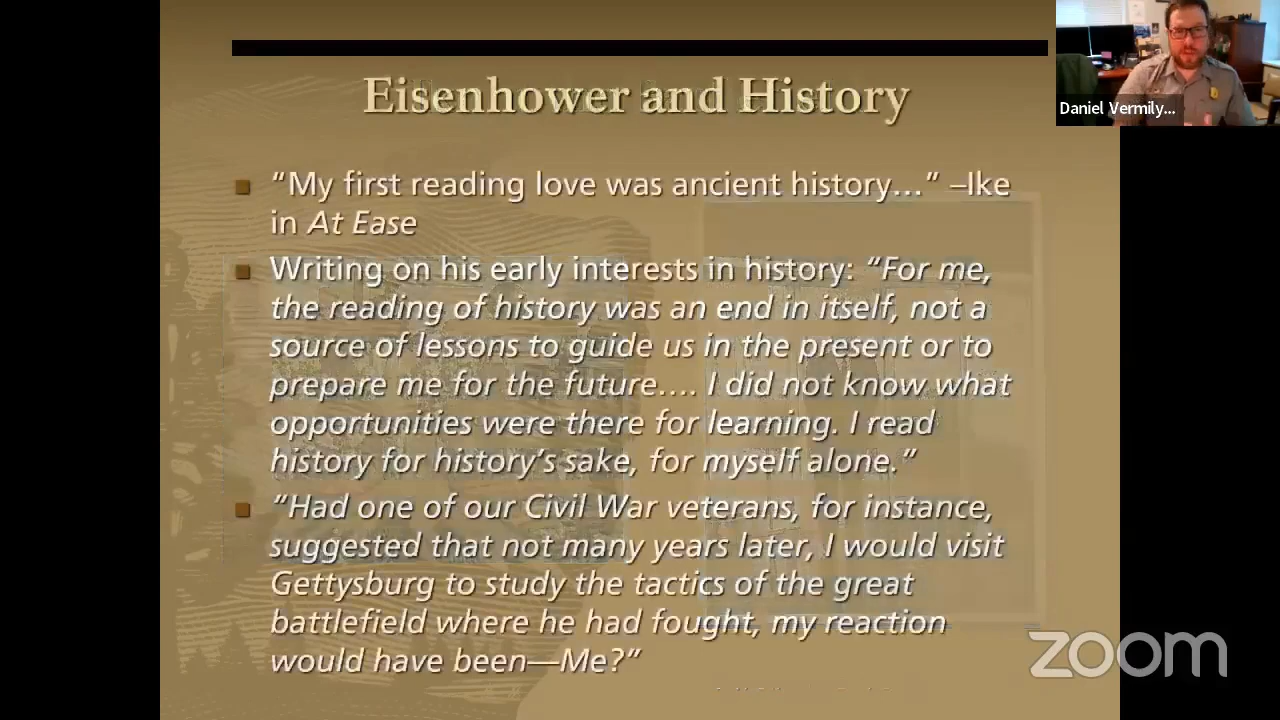 Daniel Vermily...
Eisenhower and History
"My first reading love was ancient history…" –Ike
in At Ease
Writing on his early interests in history: "For me,
the reading of history was an end in itself, not a
source of lessons to guide us in the present or to
prepare me for the future…. I did not know what
opportunities were there for learning. I read
history for history's sake, for myself alone."
"Had one of our Civil War veterans, for instance,
suggested that not many years later, I would visit
Gettysburg to study the tactics of the great
battlefield where he had fought, my reaction
would have been—Me?"
zoom